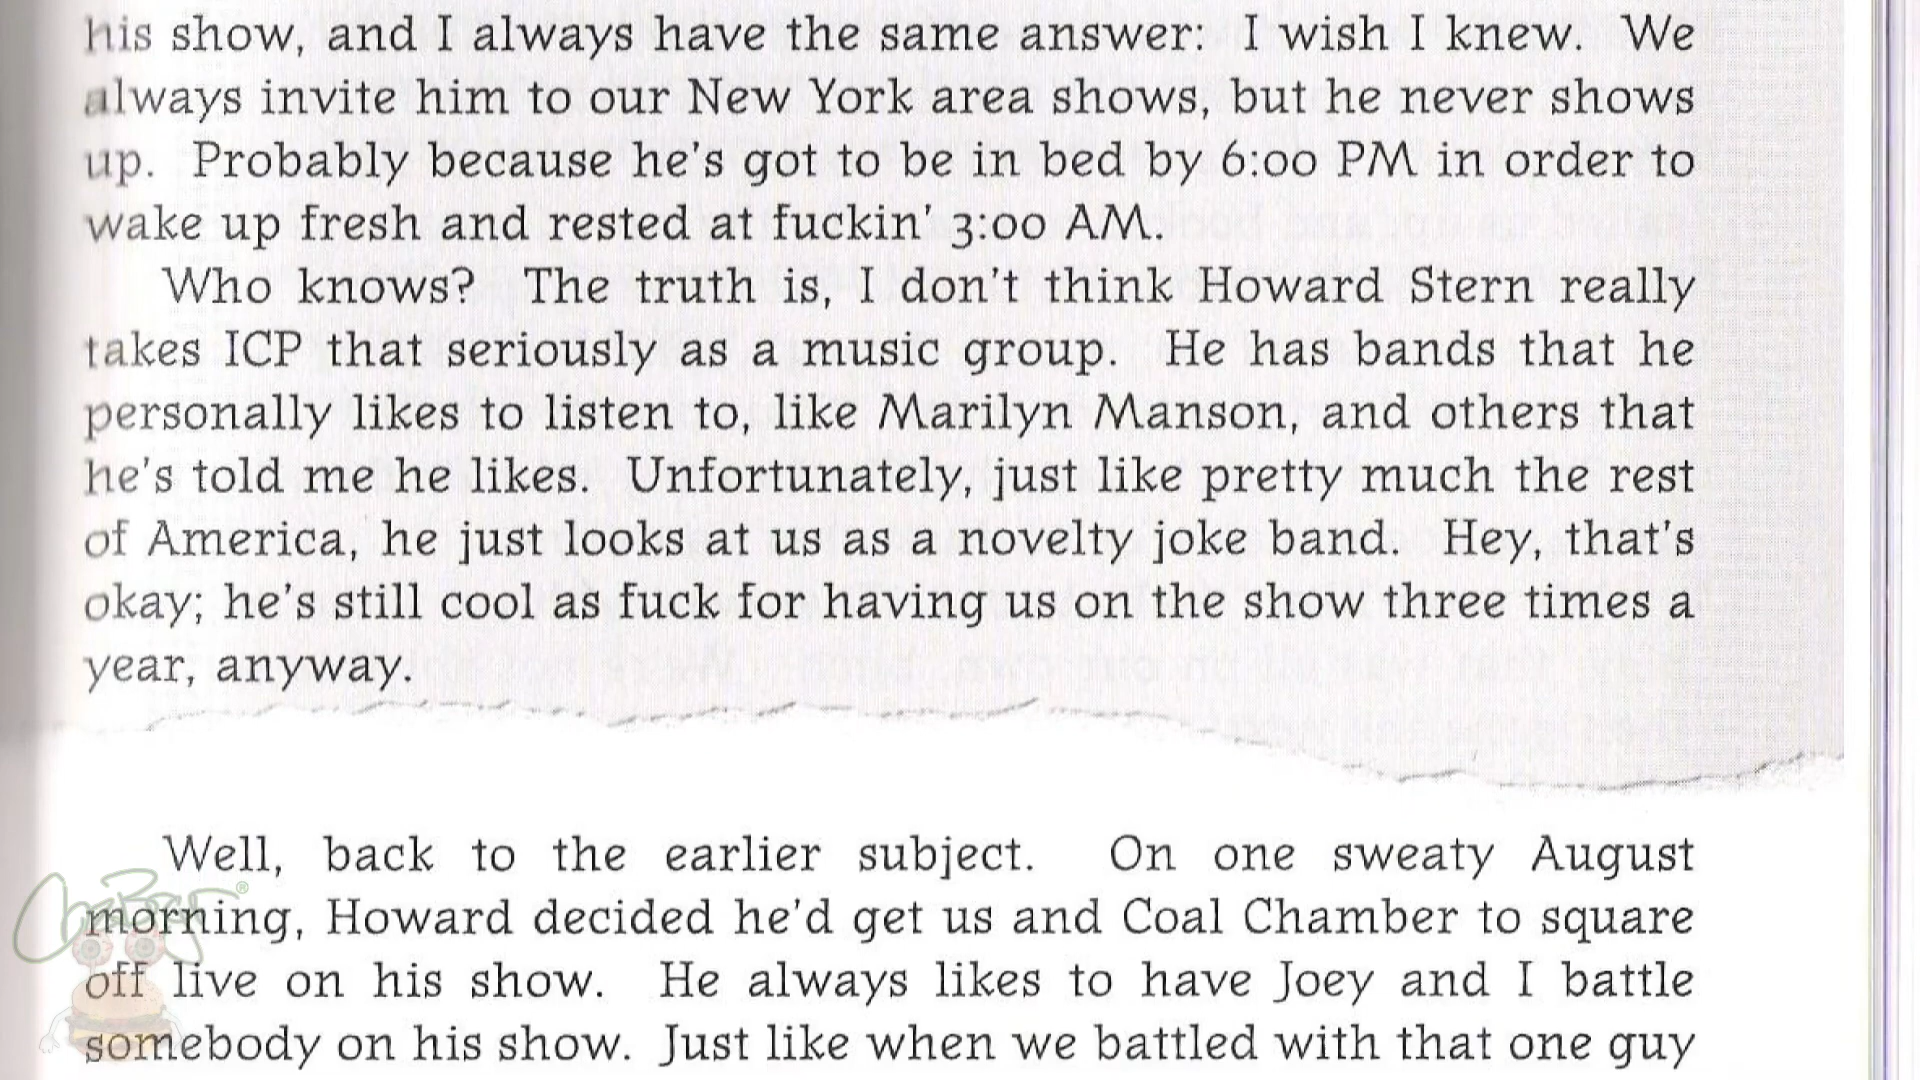 his show, and I always have the same answer: I wish I knew. We
always invite him to our New York area shows, but he never shows
up. Probably because he's got to be in bed by 6:00 PM in order to
wake up fresh and rested at fuckin' 3:00 AM.
Who knows? The truth is, I don't think Howard Stern really
takes ICP that seriously as a music group. He has bands that he
personally likes to listen to, like Marilyn Manson, and others that
he's told me he likes. Unfortunately, just like pretty much the rest
of America, he just looks at us as a novelty joke band. Hey, that's
okay; he's still cool as fuck for having us on the show three times a
year, anyway.
Well, back to the earlier subject. On one sweaty August
morning, Howard decided he'd get us and Coal Chamber to square
off live on his show. He always likes to have Joey and I battle
somebody on his show. Just like when we battled with that one guy